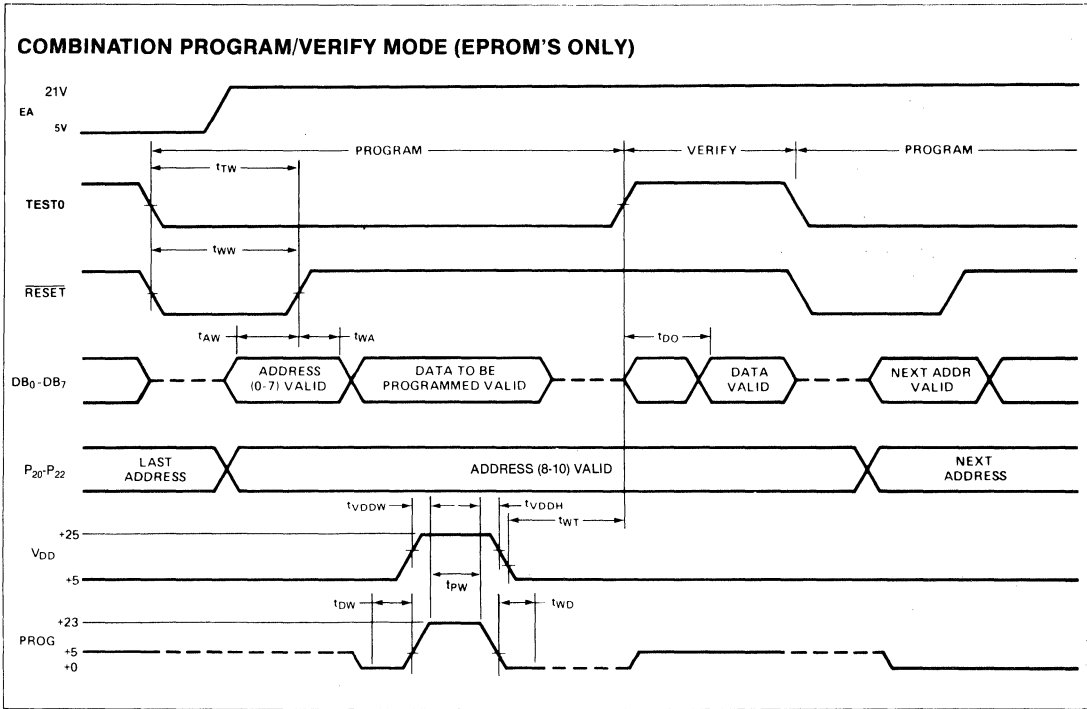 COMBINATION PROGRAM/VERIFY MODE (EPROM'S ONLY)
21V
EA
5V
PROGRAM
VERIFY
PROGRAM
tTW
TEST0
tWW
RESET
tAW
tWA
tDO
DB0-DB7
ADDRESS
(0-7) VALID
DATA TO BE
PROGRAMMED VALID
DATA
VALID
NEXT ADDR
VALID
P20-P22
LAST
ADDRESS
ADDRESS (8-10) VALID
NEXT
ADDRESS
tVDDW
tVDDH
tWT
+25
VDD
+5
tPW
tDW
tWD
+23
PROG
+5
+0